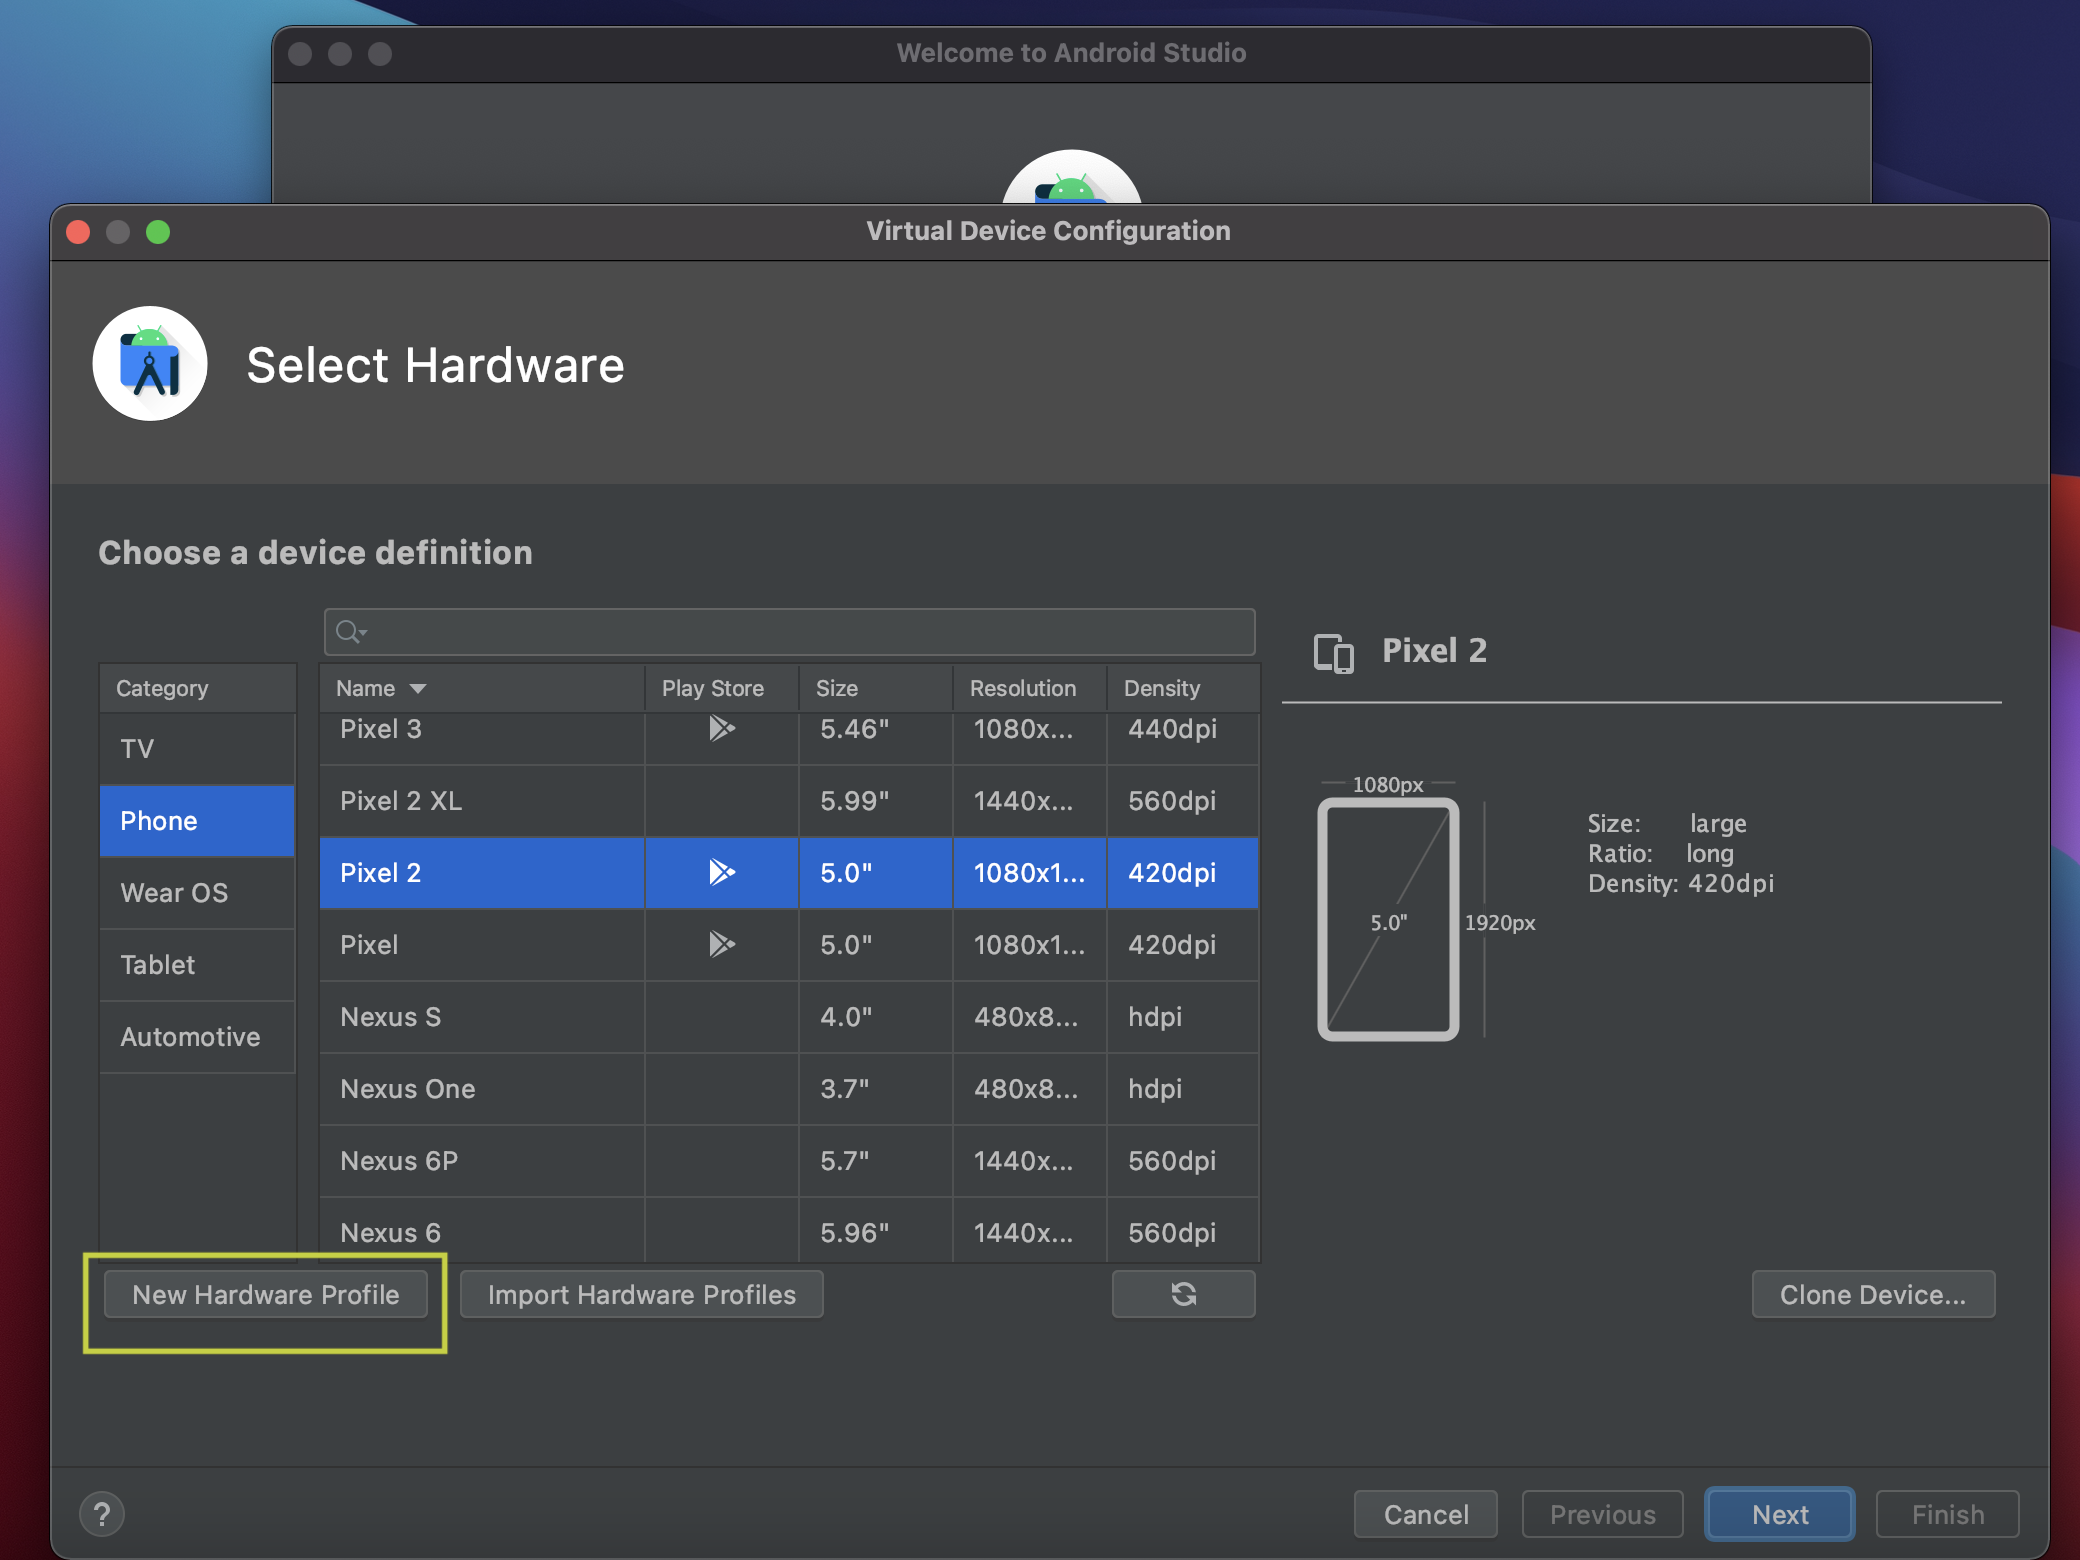 Welcome to Android Studio
Virtual Device Configuration
Select Hardware
Choose a device definition
Category
TV
Phone
Wear OS
Tablet
Automotive
Name Play Store Size Resolution Density
Pixel 3 5.46" 1080x... 440dpi
Pixel 2 XL 5.99" 1440x... 560dpi
Pixel 2 5.0" 1080x1... 420dpi
Pixel 5.0" 1080x1... 420dpi
Nexus S 4.0" 480x8... hdpi
Nexus One 3.7" 480x8... hdpi
Nexus 6P 5.7" 1440x... 560dpi
Nexus 6 5.96" 1440x... 560dpi
Pixel 2
1080px
5.0"
1920px
Size: large
Ratio: long
Density: 420dpi
New Hardware Profile Import Hardware Profiles Clone Device...
? Cancel Previous Next Finish